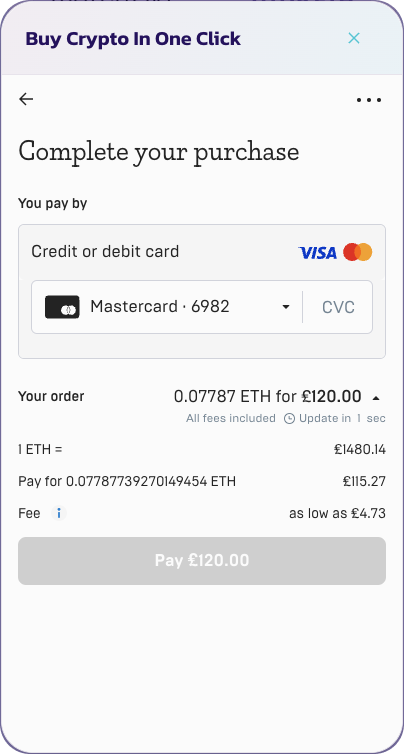 Buy Crypto In One Click
Complete your purchase
You pay by
Credit or debit card VISA
Mastercard · 6982 CVC
Your order 0.07787 ETH for £120.00
All fees included Update in 1 sec
1 ETH = £1480.14
Pay for 0.07787739270149454 ETH £115.27
Fee i as low as £4.73
Pay £120.00